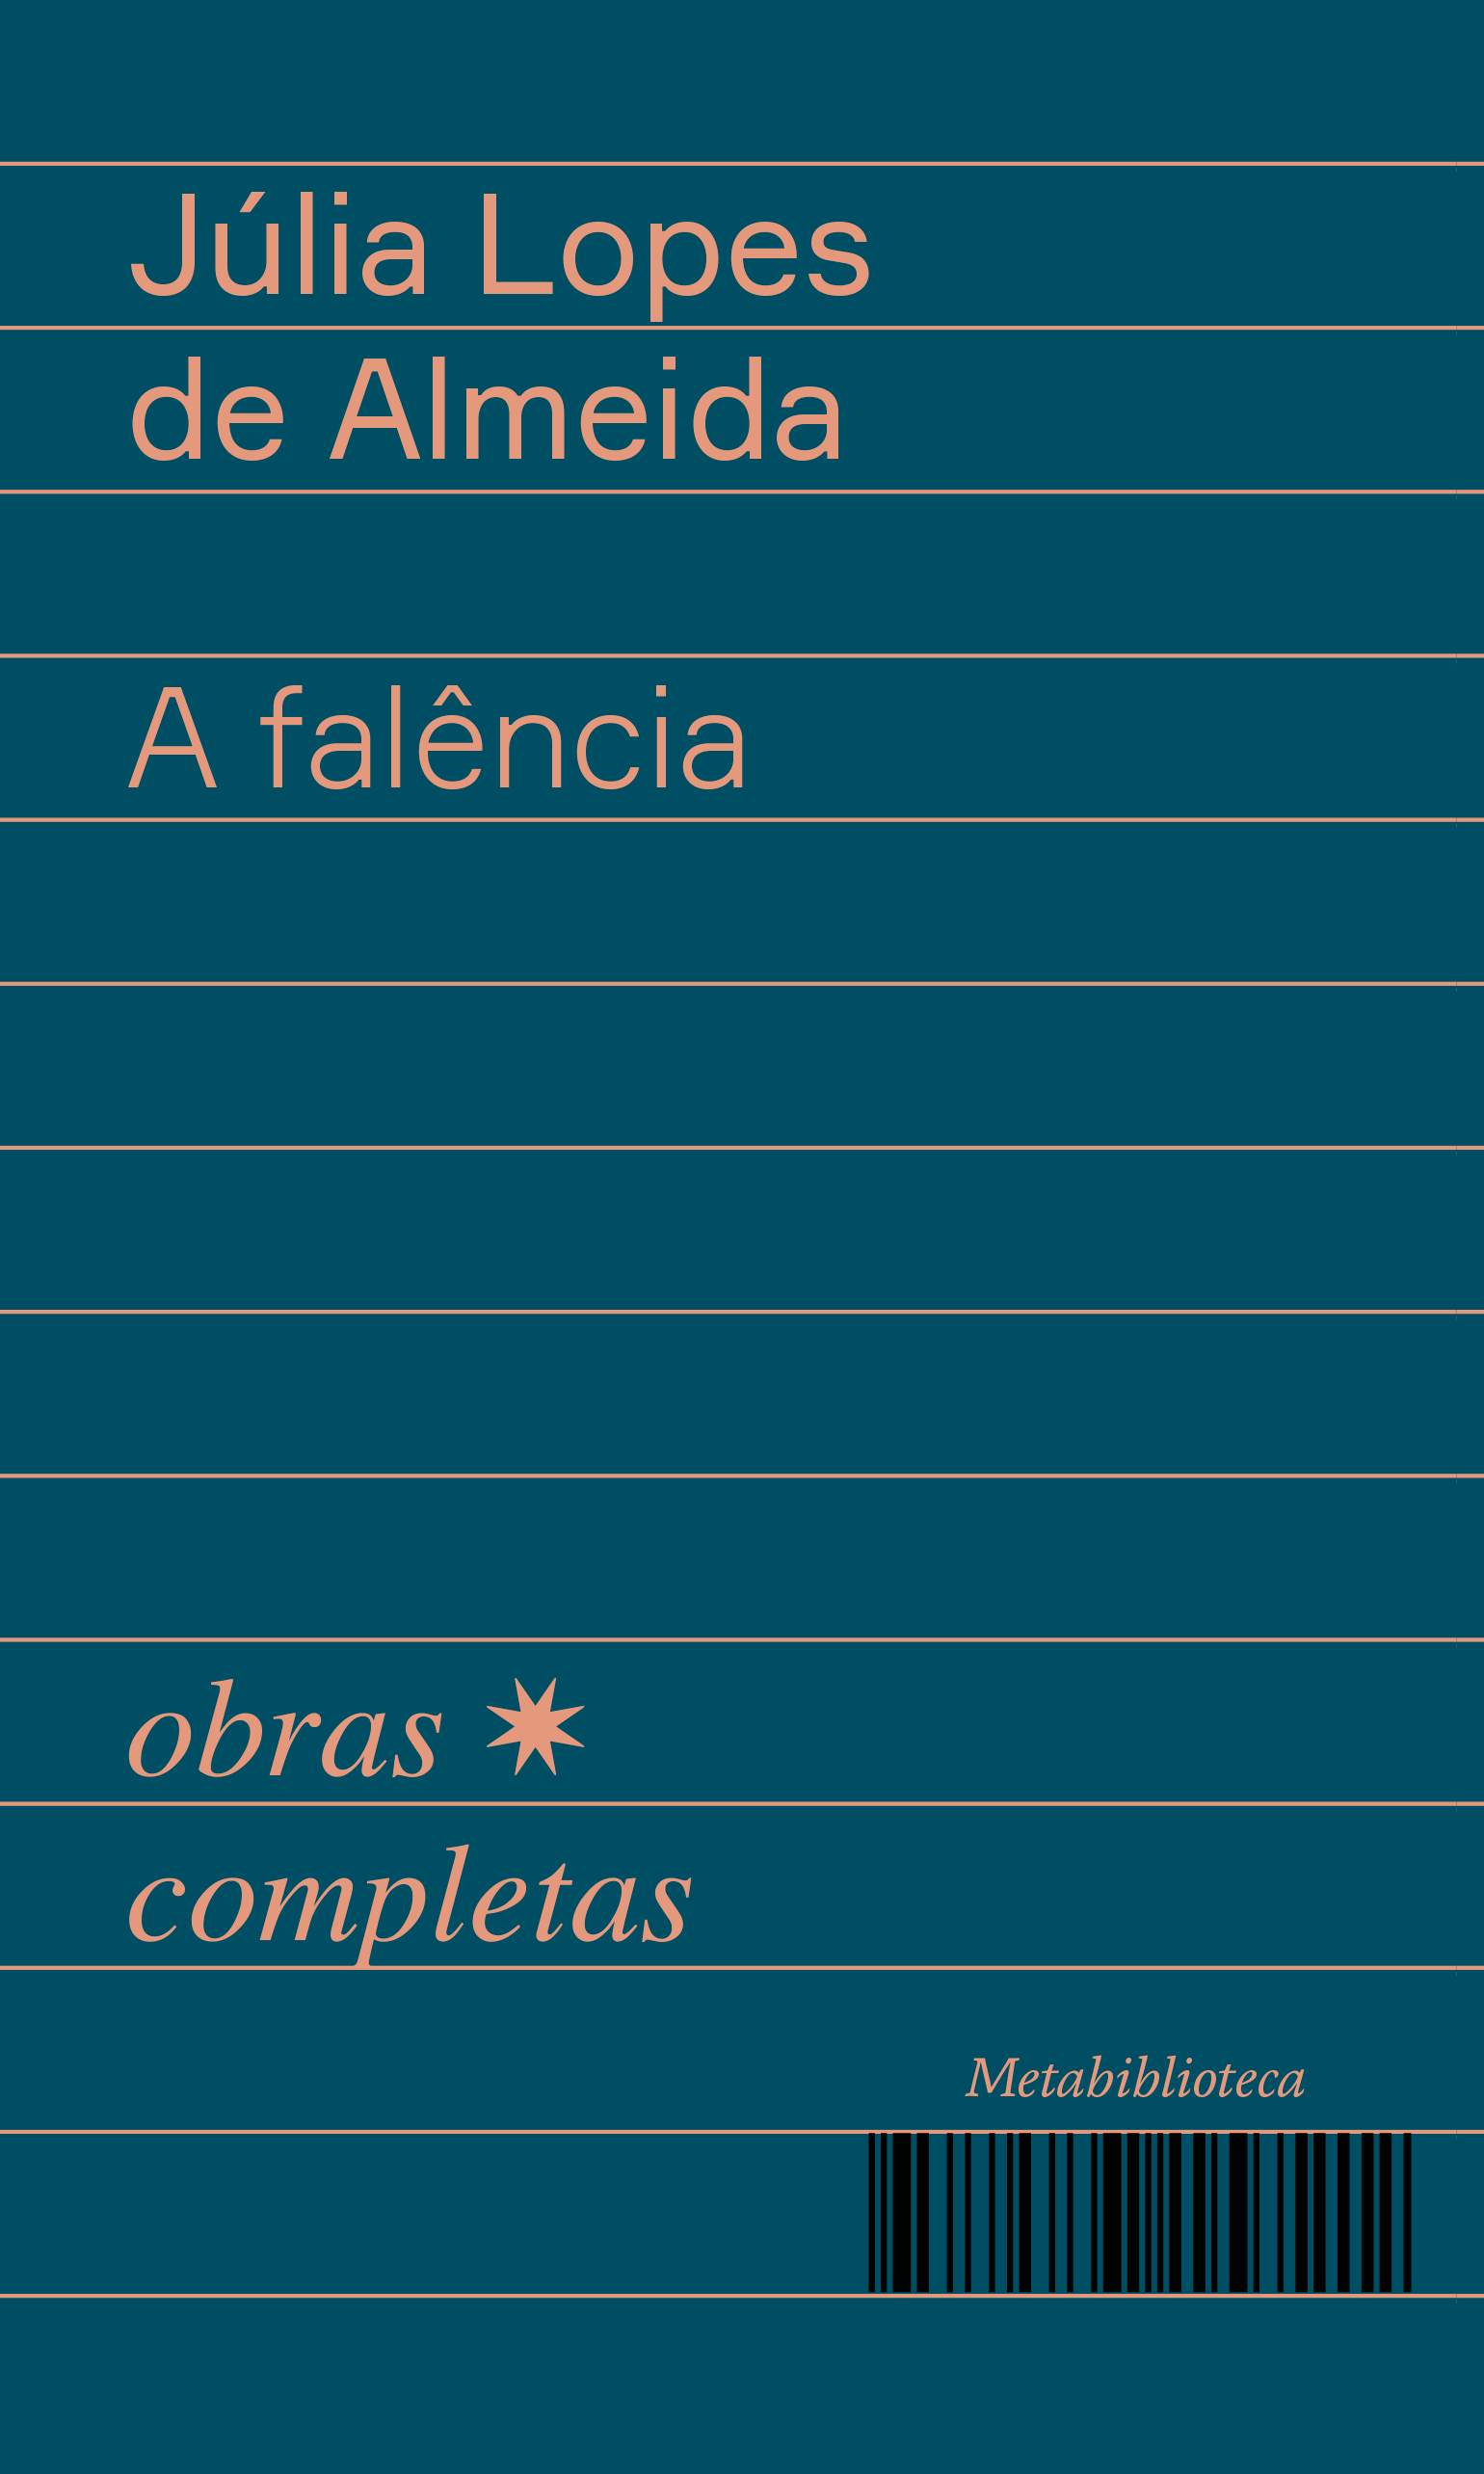 Júlia Lopes
de Almeida
A falência
obras
completas
Metabiblioteca